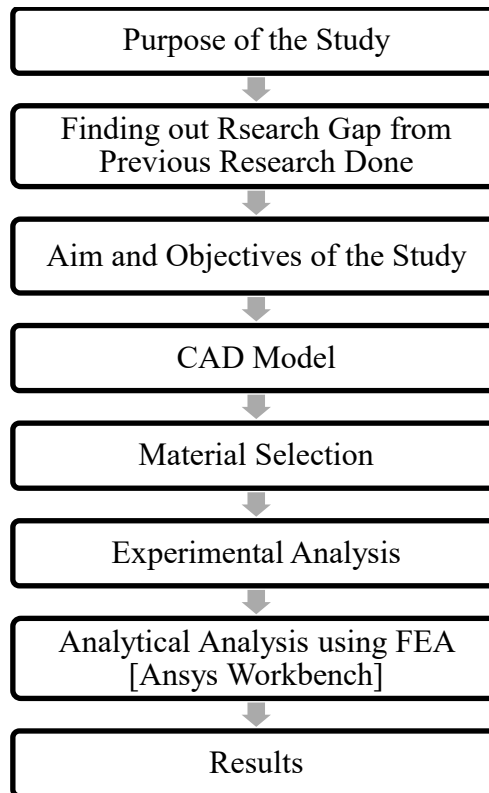 Purpose of the Study
Finding out Rsearch Gap from
Previous Research Done
Aim and Objectives of the Study
CAD Model
Material Selection
Experimental Analysis
Analytical Analysis using FEA
[Ansys Workbench]
Results